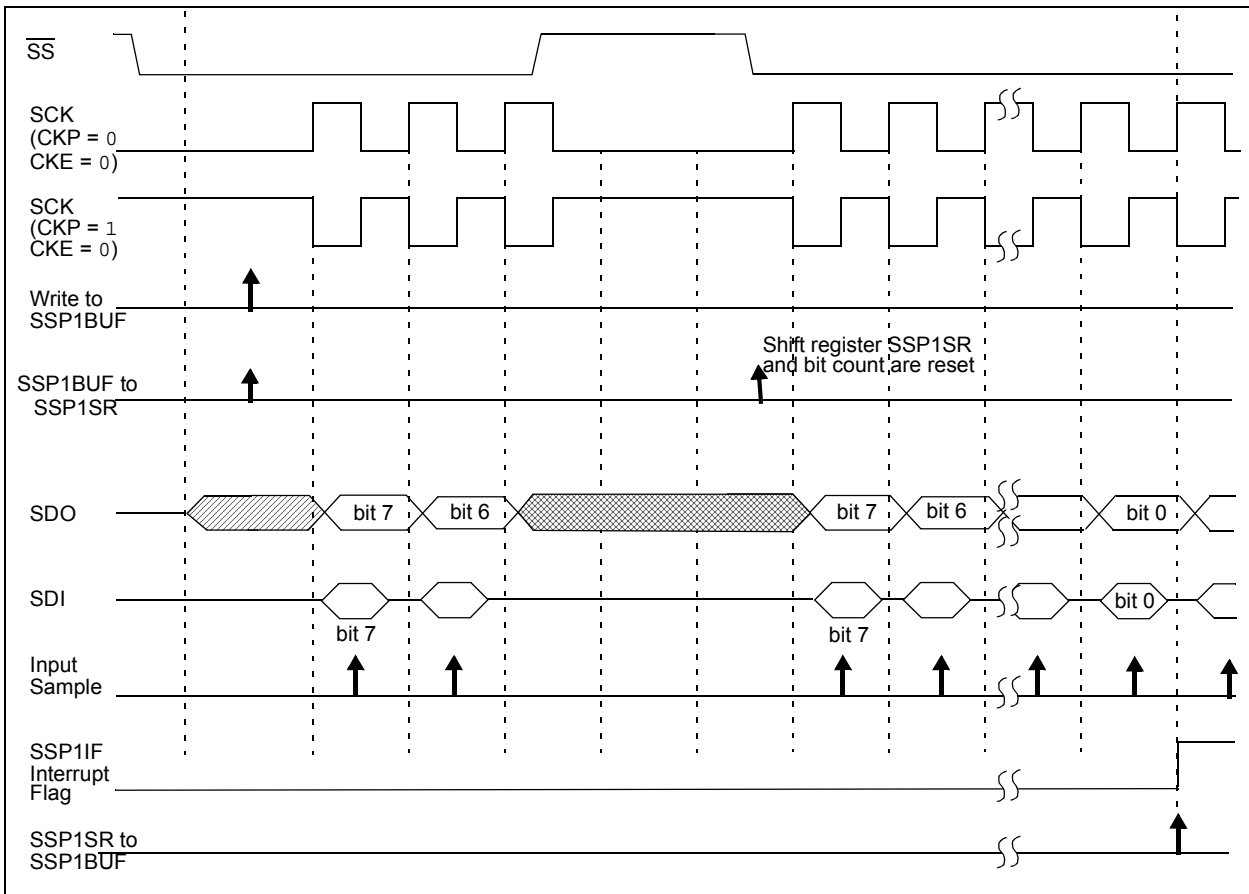 SS
SCK
(CKP = 0
CKE = 0)
SCK
(CKP = 1
CKE = 0)
Write to
SSP1BUF
Shift register SSP1SR
and bit count are reset
SSP1BUF to
SSP1SR
SDO
bit 7
bit 6
bit 7
bit 6
bit 0
SDI
bit 0
bit 7
bit 7
Input
Sample
SSP1IF
Interrupt
Flag
SSP1SR to
SSP1BUF